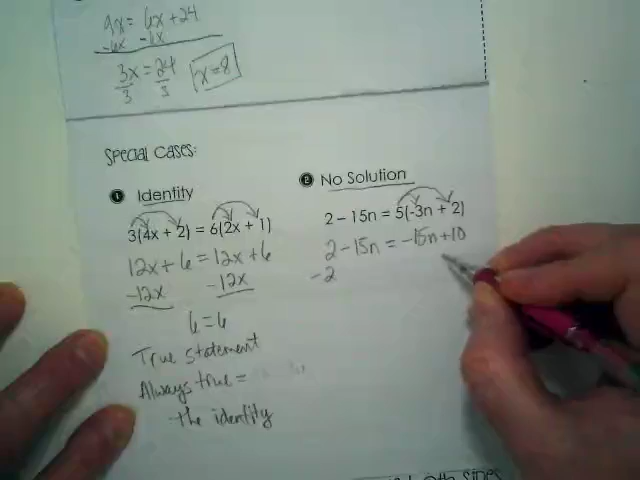 9x = 6x + 24
-6x -6x
3x = 24
3 3
x = 8
Special Cases:
1 Identity
3(4x + 2) = 6(2x + 1)
12x + 6 = 12x + 6
-12x -12x
6 = 6
True statement
Always true =
the identity
2 No Solution
2 – 15n = 5(-3n + 2)
2 - 15n = -15n + 10
-2